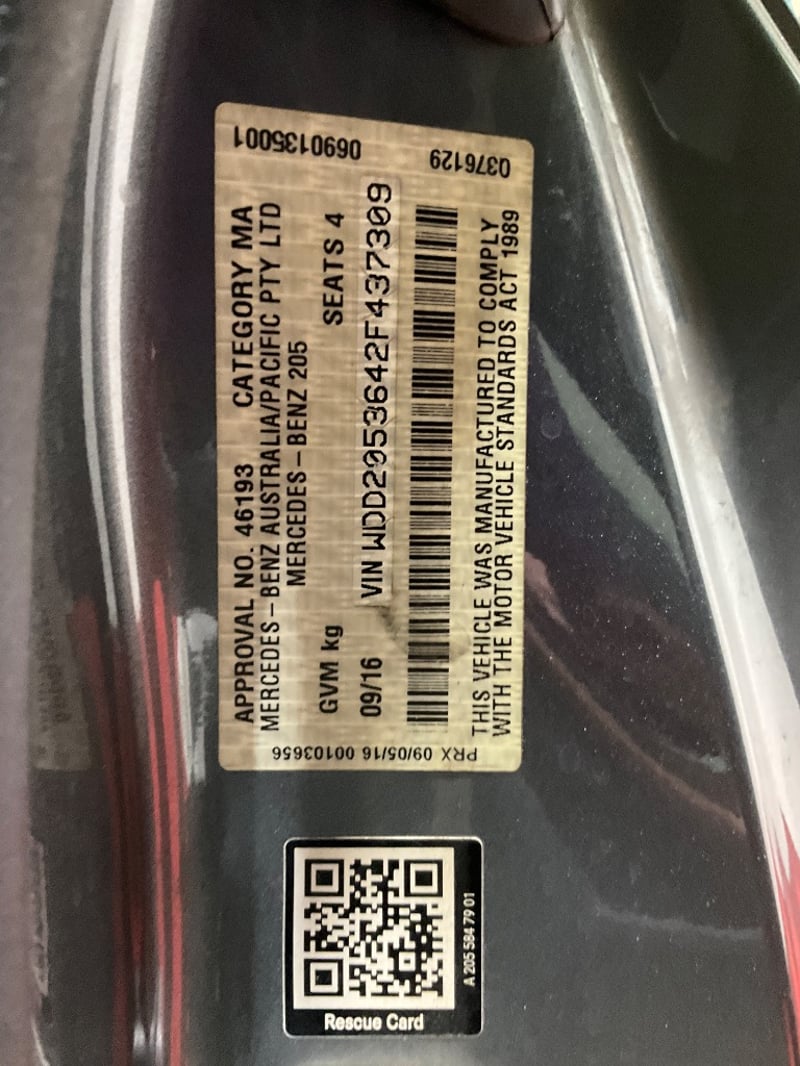 APPROVAL NO. 46193 CATEGORY MA
MERCEDES-BENZ AUSTRALIA/PACIFIC PTY LTD
MERCEDES-BENZ 205
GVM kg SEATS 4
09/16 VIN WDD2053642F437309
THIS VEHICLE WAS MANUFACTURED TO COMPLY
WITH THE MOTOR VEHICLE STANDARDS ACT 1989
0690135001
0376129
PRX 09/05/16 00103656
Rescue Card
A 205 584 79 01